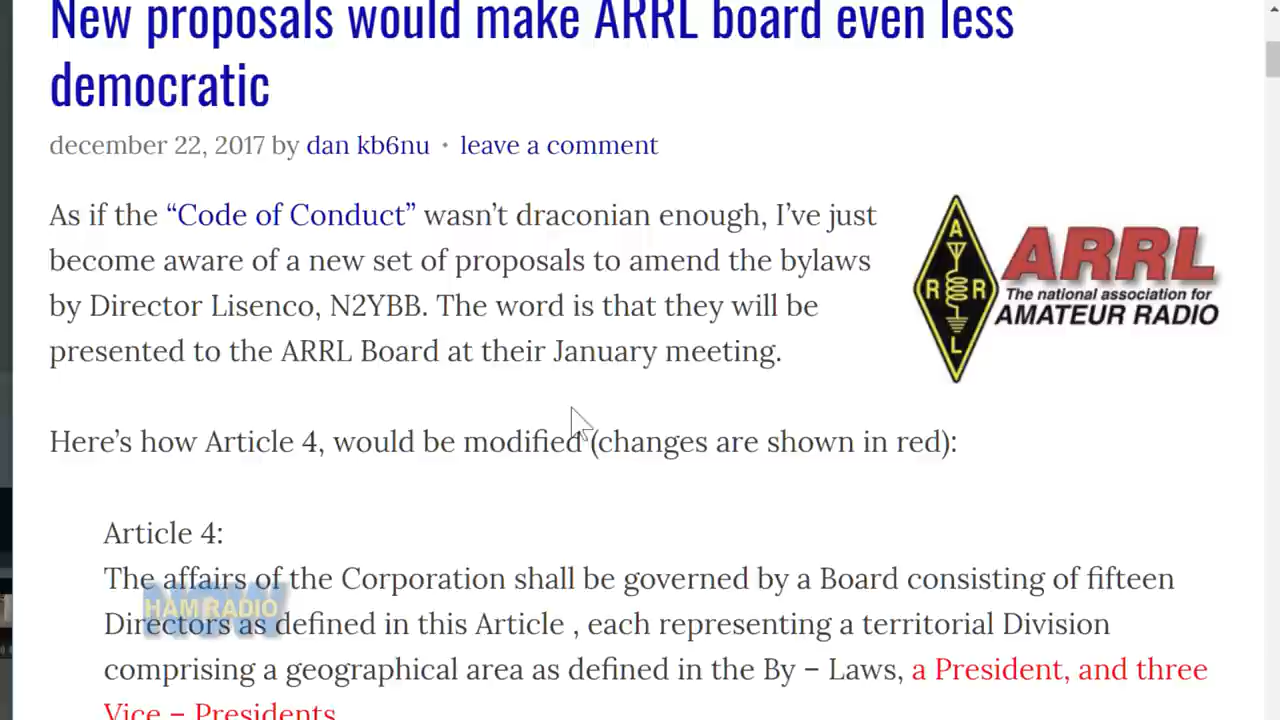 New proposals would make ARRL board even less
democratic
december 22, 2017 by dan kb6nu • leave a comment
As if the “Code of Conduct” wasn’t draconian enough, I’ve just
become aware of a new set of proposals to amend the bylaws
by Director Lisenco, N2YBB. The word is that they will be
presented to the ARRL Board at their January meeting.
A
R R
L
ARRL
The national association for
AMATEUR RADIO
Here’s how Article 4, would be modified (changes are shown in red):
Article 4:
The affairs of the Corporation shall be governed by a Board consisting of fifteen
HAM RADIO
NOW
Directors as defined in this Article , each representing a territorial Division
comprising a geographical area as defined in the By – Laws, a President, and three
Vice – Presidents